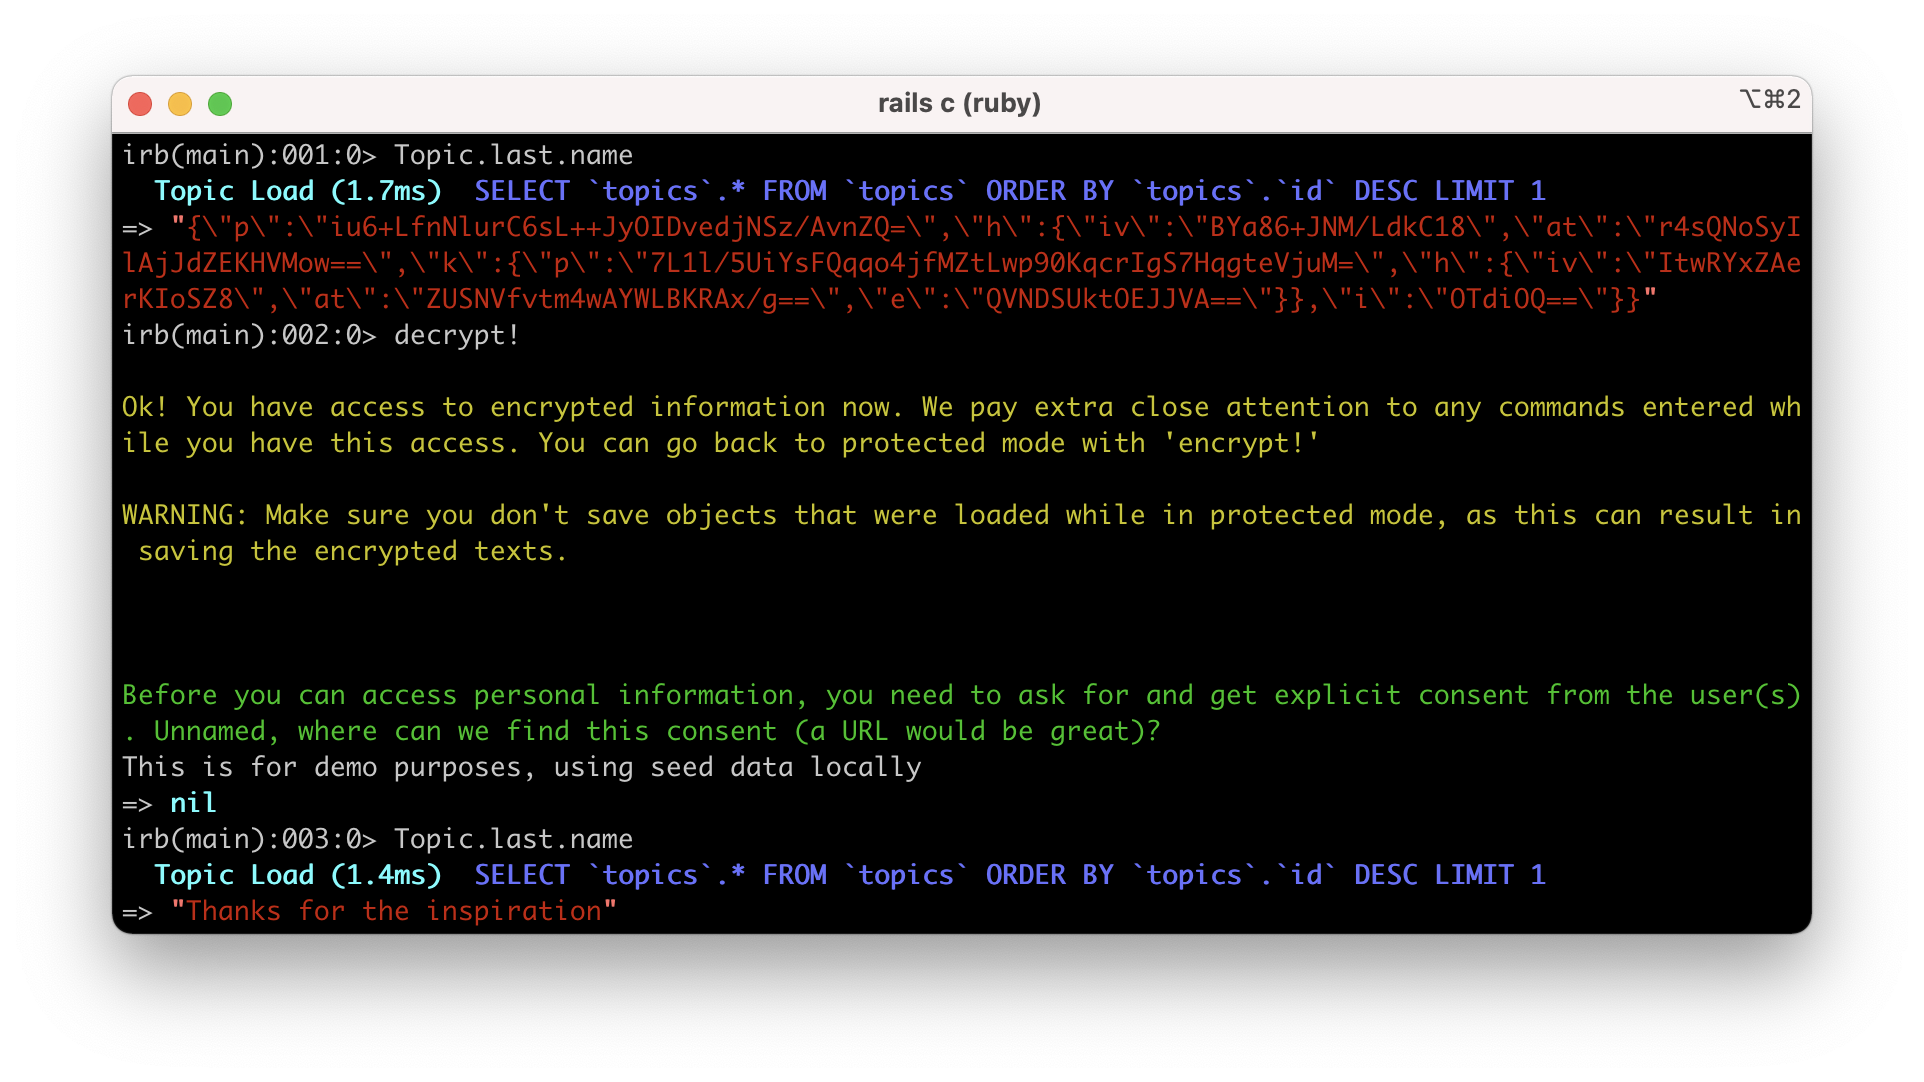 rails c (ruby)
⌥⌘2
irb(main):001:0> Topic.last.name
  Topic Load (1.7ms)  SELECT `topics`.* FROM `topics` ORDER BY `topics`.`id` DESC LIMIT 1
=> "{\"p\":\"iu6+LfnNlurC6sL++JyOIDvedjNSz/AvnZQ=\",\"h\":{\"iv\":\"BYa86+JNM/LdkC18\",\"at\":\"r4sQNoSyI
lAjJdZEKHVMow==\",\"k\":{\"p\":\"7L1l/5UiYsFQqqo4jfMZtLwp90KqcrIgS7HqgteVjuM=\",\"h\":{\"iv\":\"ItwRYxZAe
rKIoSZ8\",\"at\":\"ZUSNVfvtm4wAYWLBKRAx/g==\",\"e\":\"QVNDSUktOEJJVA==\"}},\"i\":\"OTdiOQ==\"}}"
irb(main):002:0> decrypt!
Ok! You have access to encrypted information now. We pay extra close attention to any commands entered wh
ile you have this access. You can go back to protected mode with 'encrypt!'
WARNING: Make sure you don't save objects that were loaded while in protected mode, as this can result in
 saving the encrypted texts.
Before you can access personal information, you need to ask for and get explicit consent from the user(s)
. Unnamed, where can we find this consent (a URL would be great)?
This is for demo purposes, using seed data locally
=> nil
irb(main):003:0> Topic.last.name
  Topic Load (1.4ms)  SELECT `topics`.* FROM `topics` ORDER BY `topics`.`id` DESC LIMIT 1
=> "Thanks for the inspiration"